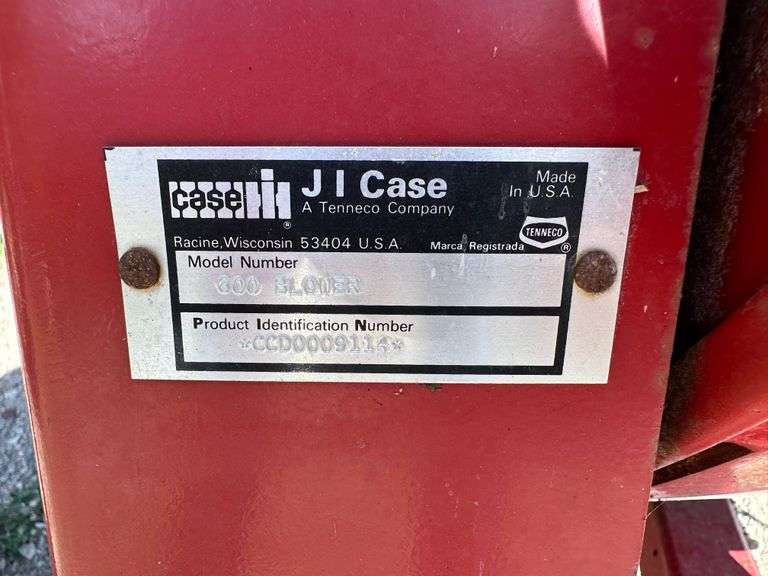 case IH ®
J I Case
A Tenneco Company
Made
In U.S.A.
Racine, Wisconsin 53404 U.S.A.
Marca Registrada
TENNECO ®
Model Number
600 BLOWER
Product Identification Number
*CCD0009114*